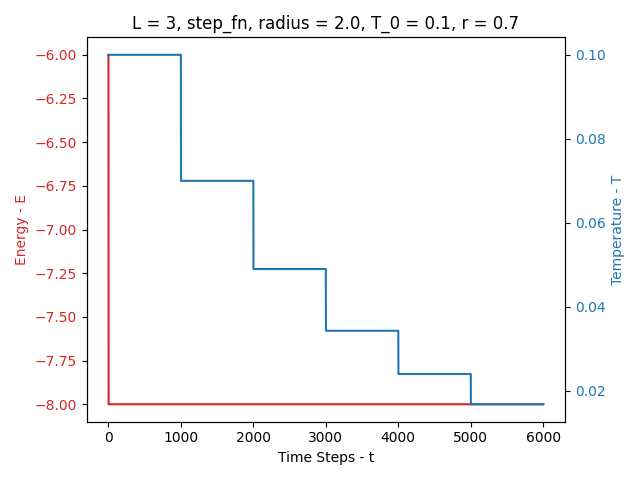 L = 3, step_fn, radius = 2.0, T_0 = 0.1, r = 0.7
−6.00
−6.25
−6.50
−6.75
−7.00
−7.25
−7.50
−7.75
−8.00
Energy - E
0.10
0.08
0.06
0.04
0.02
Temperature - T
0 1000 2000 3000 4000 5000 6000
Time Steps - t